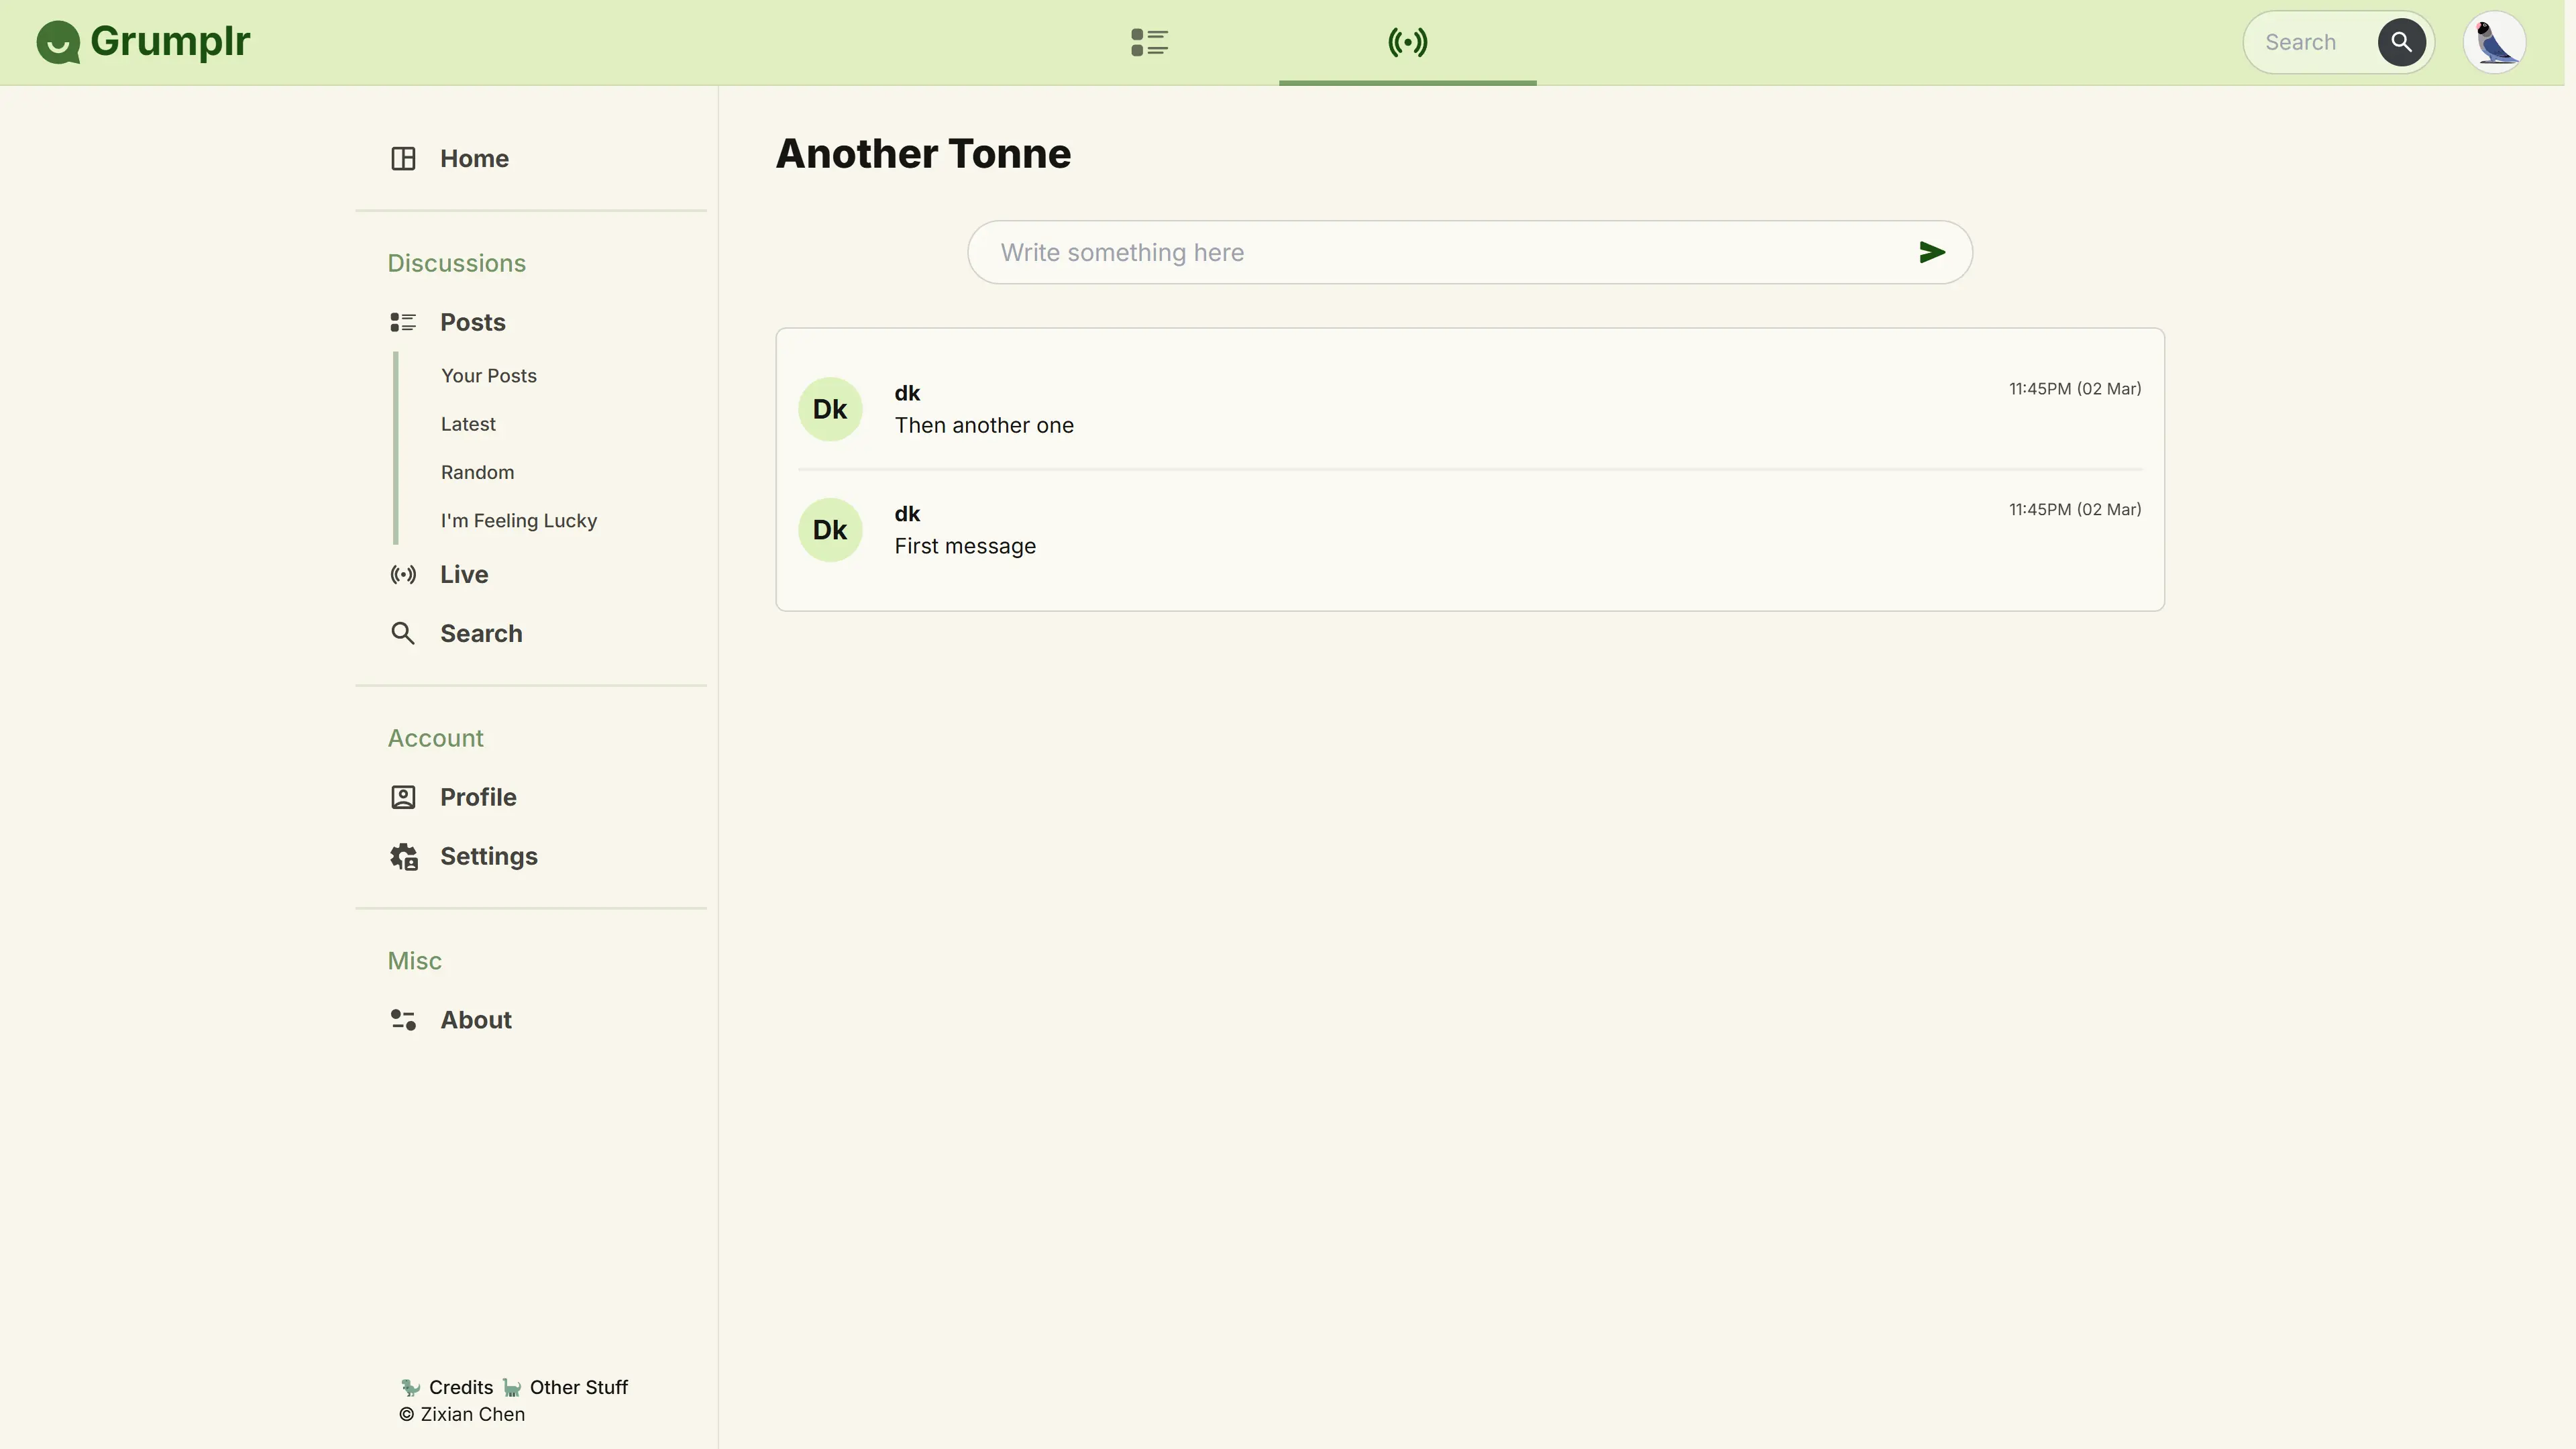 Grumplr
Search
Home
Discussions
Posts
Your Posts
Latest
Random
I'm Feeling Lucky
Live
Search
Account
Profile
Settings
Misc
About
Credits Other Stuff
© Zixian Chen
Another Tonne
Write something here
Dk
dk
11:45PM (02 Mar)
Then another one
Dk
dk
11:45PM (02 Mar)
First message